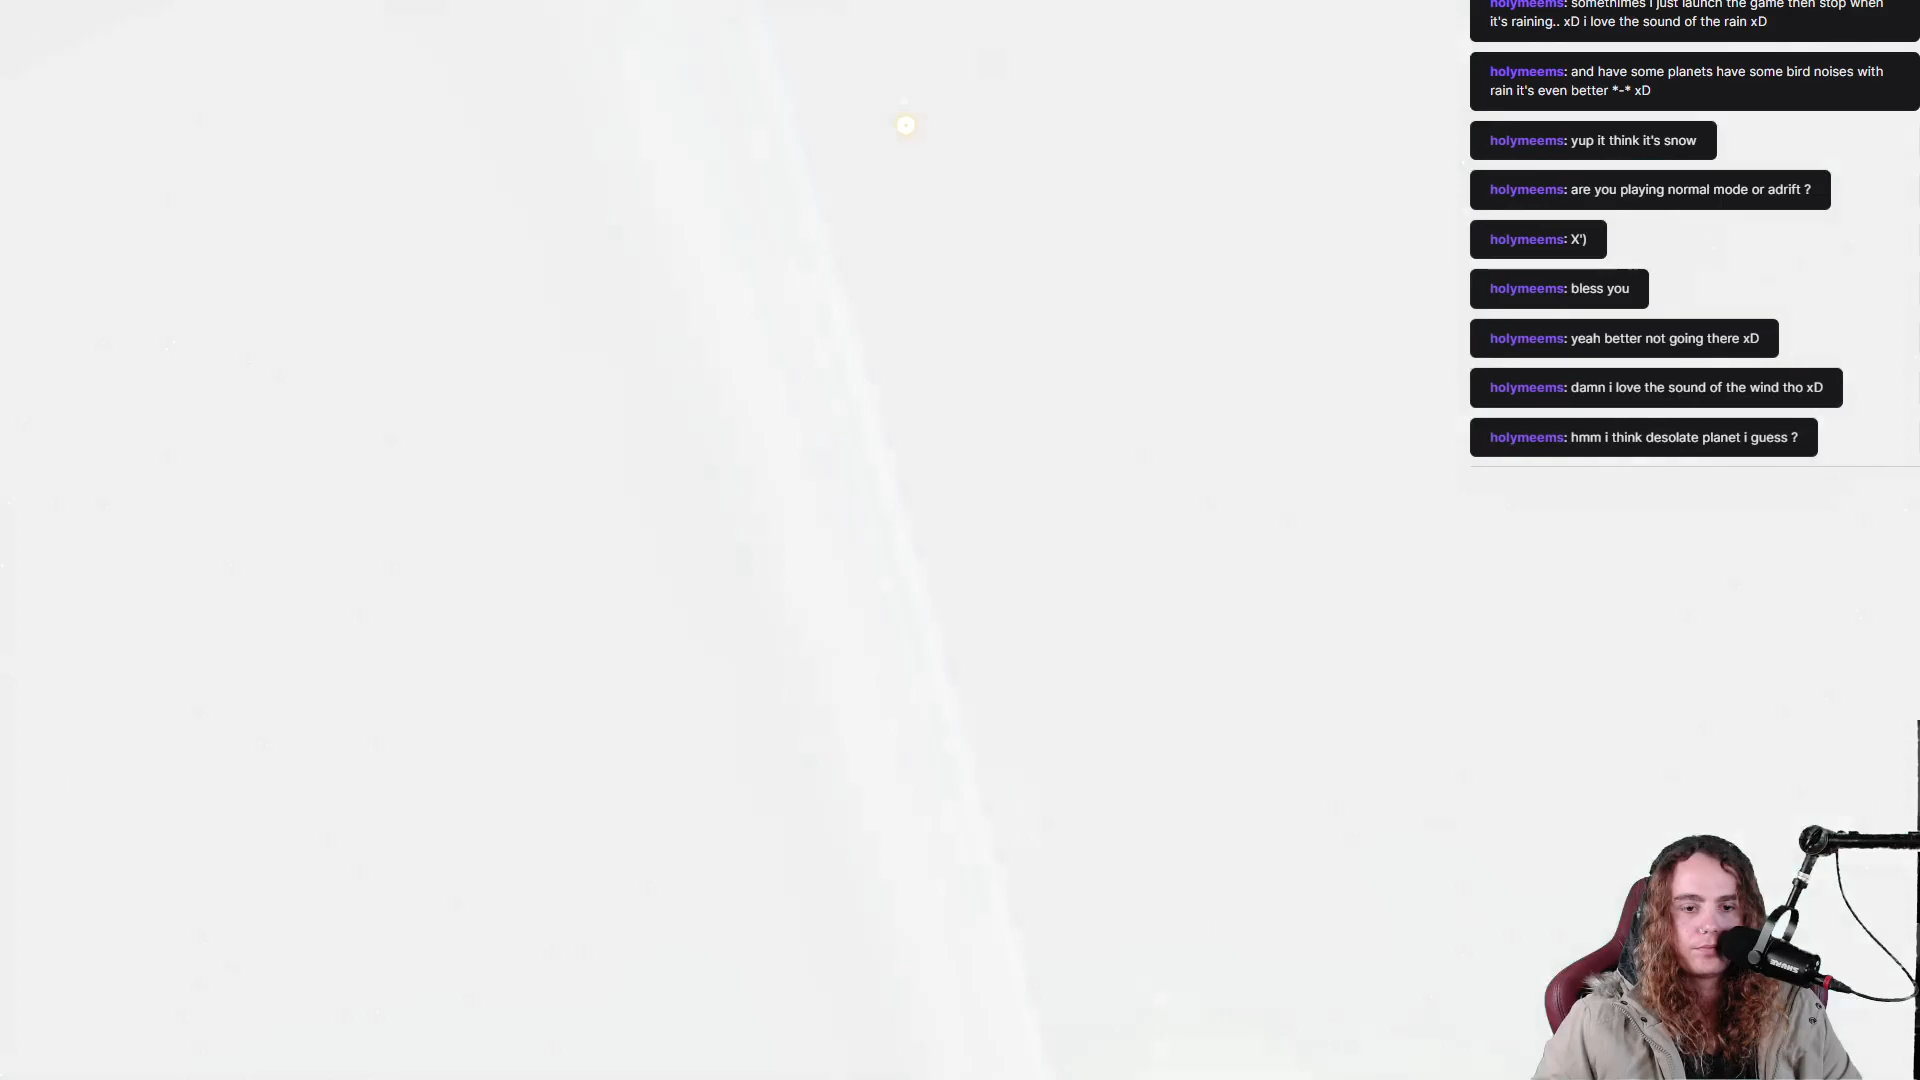 holymeems: somethimes i just launch the game then stop when
it's raining.. xD i love the sound of the rain xD
holymeems: and have some planets have some bird noises with
rain it's even better *-* xD
holymeems: yup it think it's snow
holymeems: are you playing normal mode or adrift ?
holymeems: X')
holymeems: bless you
holymeems: yeah better not going there xD
holymeems: damn i love the sound of the wind tho xD
holymeems: hmm i think desolate planet i guess ?
SHURE